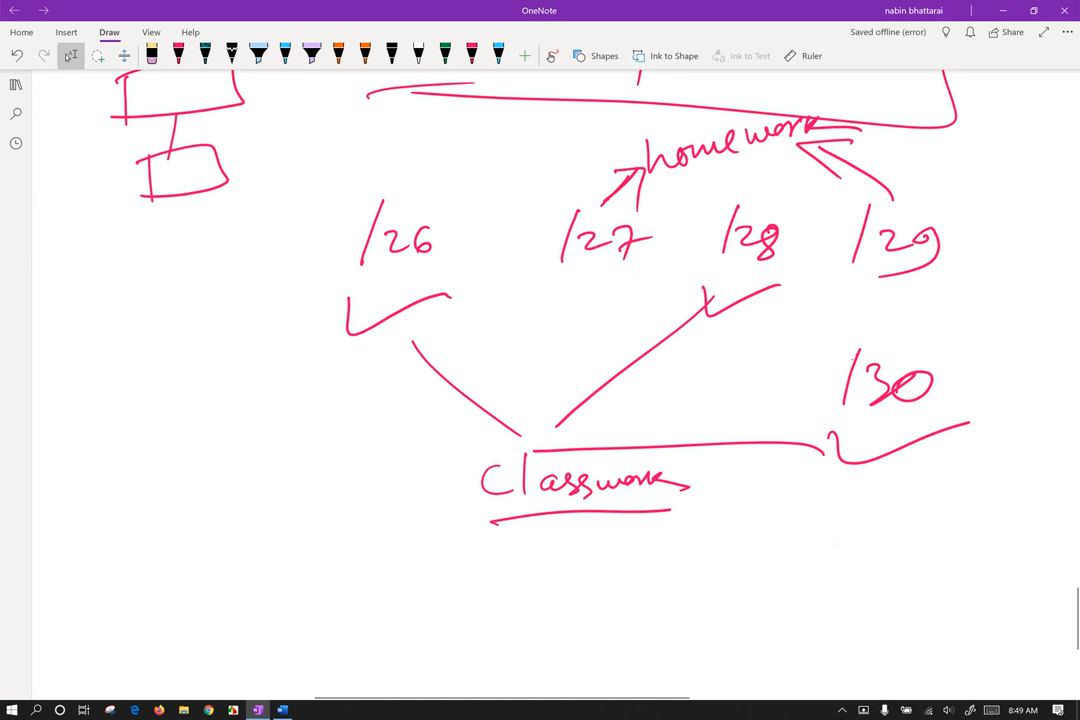 OneNote
nabin bhattarai
Home Insert Draw View Help
Saved offline (error) Share
Shapes Ink to Shape Ink to Text Ruler
homework
/26 /27 /28 /29
/30
Classwork
8:49 AM